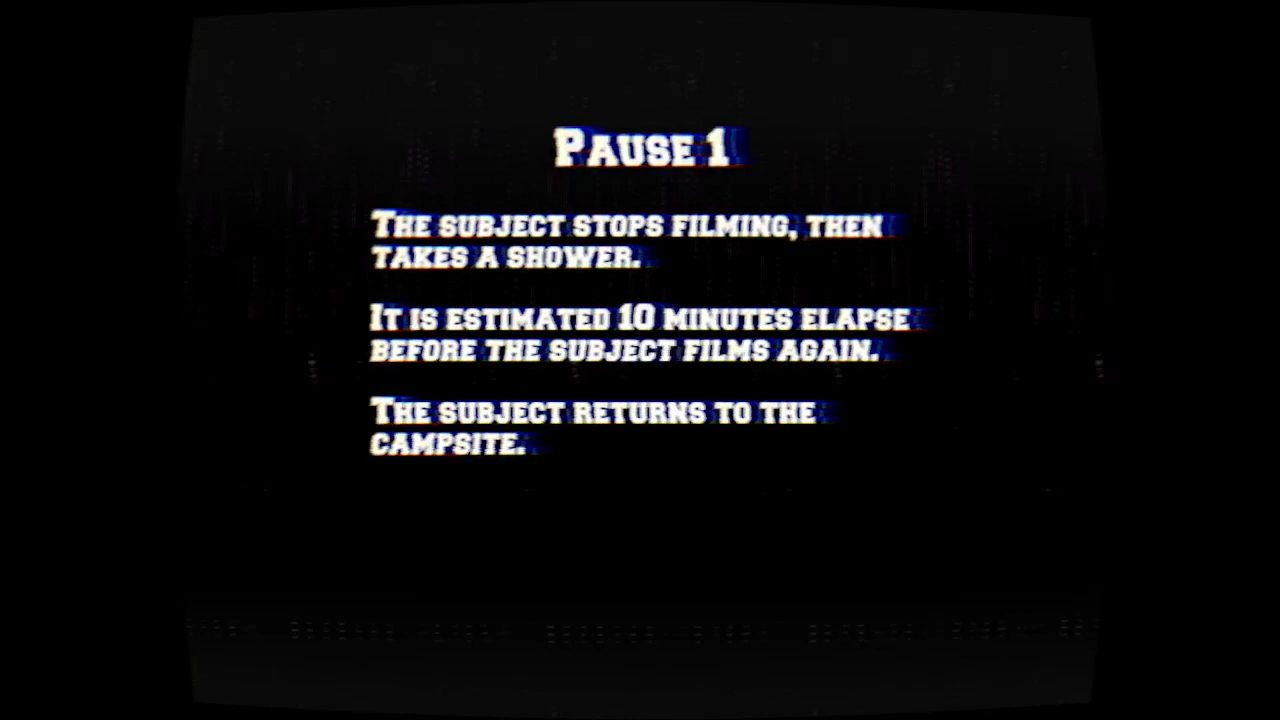 Pause 1
The subject stops filming, then
takes a shower.
It is estimated 10 minutes elapse
before the subject films again.
The subject returns to the
campsite.